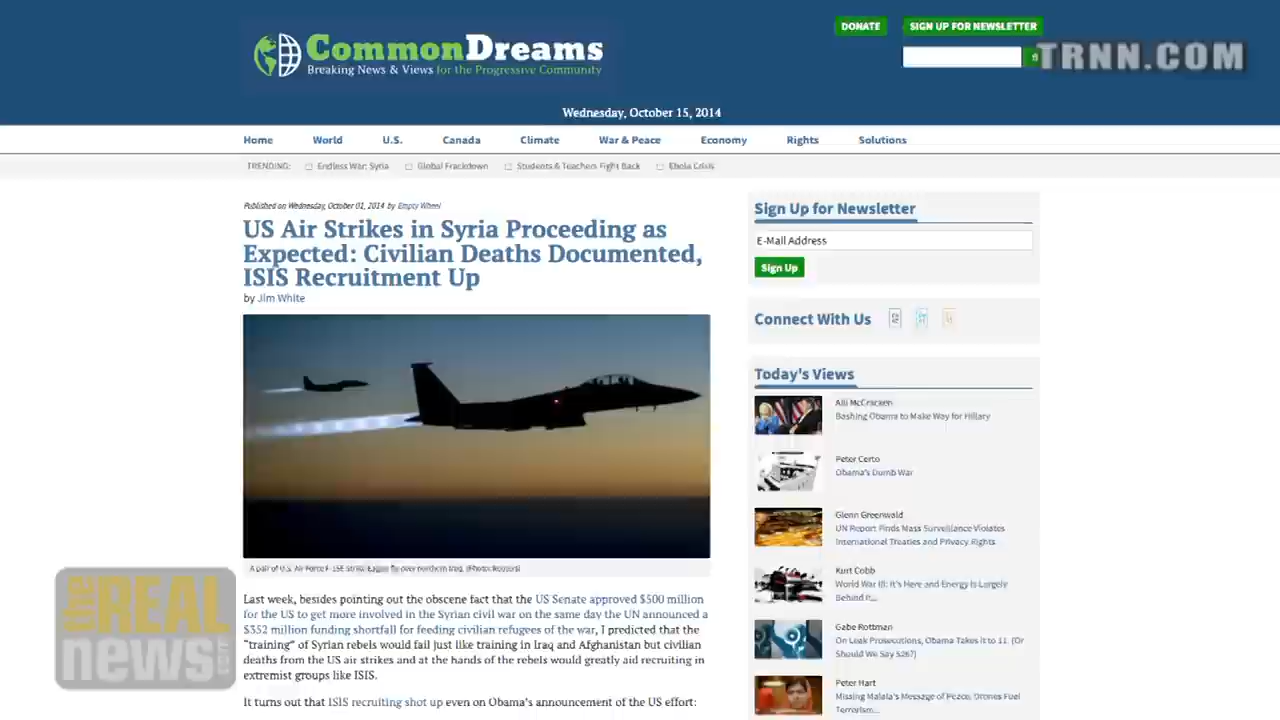 CommonDreams
Breaking News & Views for the Progressive Community
DONATE
SIGN UP FOR NEWSLETTER
TRNN.COM
Wednesday, October 15, 2014
Home World U.S. Canada Climate War & Peace Economy Rights Solutions
TRENDING: Endless War: Syria Global Frackdown Students & Teachers Fight Back Ebola Crisis
Published on Wednesday, October 01, 2014 by Empty Wheel
US Air Strikes in Syria Proceeding as
Expected: Civilian Deaths Documented,
ISIS Recruitment Up
by Jim White
A pair of U.S. Air Force F-15E Strike Eagles fly over northern Iraq. (Photo: Reuters)
Last week, besides pointing out the obscene fact that the US Senate approved $500 million
for the US to get more involved in the Syrian civil war on the same day the UN announced a
$352 million funding shortfall for feeding civilian refugees of the war, I predicted that the
"training" of Syrian rebels would fail just like training in Iraq and Afghanistan but civilian
deaths from the US air strikes and at the hands of the rebels would greatly aid recruiting in
extremist groups like ISIS.
It turns out that ISIS recruiting shot up even on Obama's announcement of the US effort:
Sign Up for Newsletter
E-Mail Address
Sign Up
Connect With Us
Today's Views
Alli McCracken
Bashing Obama to Make Way for Hillary
Peter Certo
Obama's Dumb War
Glenn Greenwald
UN Report Finds Mass Surveillance Violates
International Treaties and Privacy Rights
Kurt Cobb
World War III: It's Here and Energy Is Largely
Behind It...
Gabe Rottman
On Leak Prosecutions, Obama Takes it to 11. (Or
Should We Say 526?)
Peter Hart
Missing Malala's Message of Peace: Drones Fuel
Terrorism...
the REAL
news.com